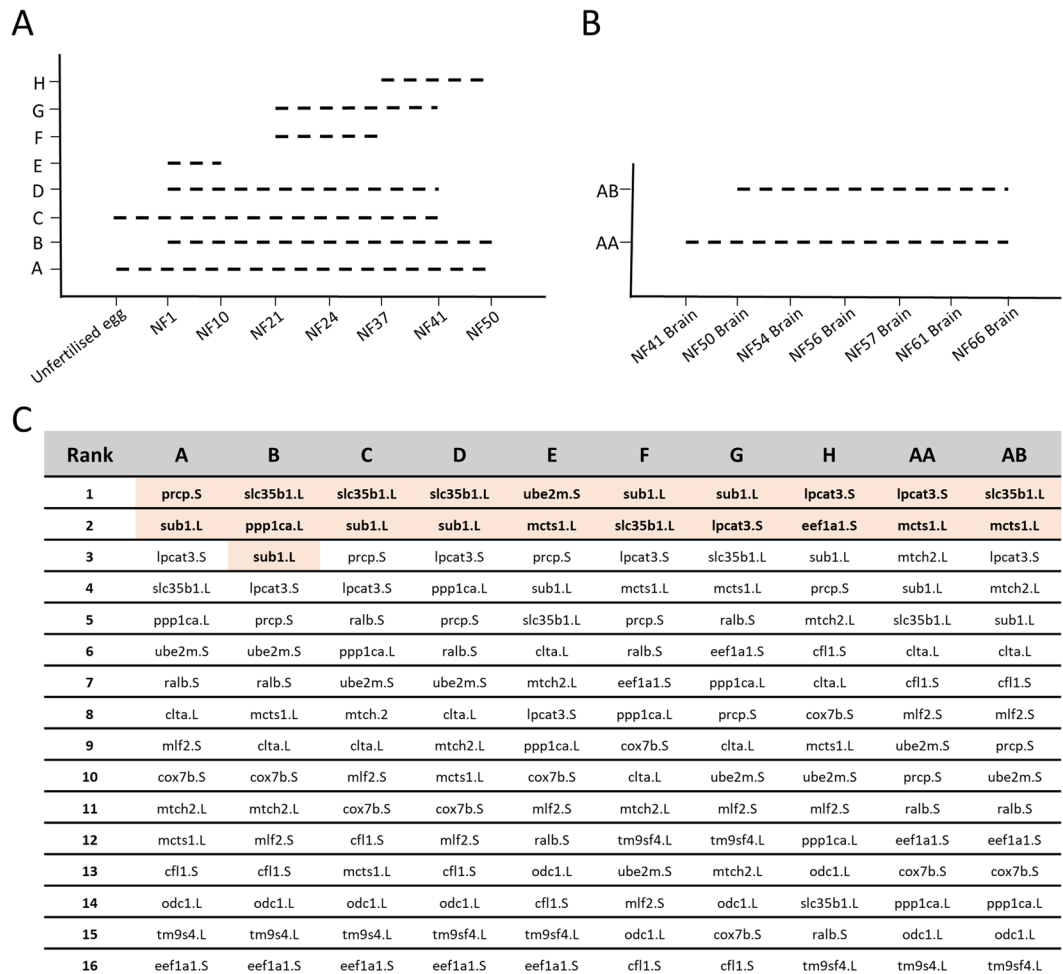 A
B
H
G
F
E
D
C
B
A
Unfertilised egg
NF1
NF10
NF21
NF24
NF37
NF41
NF50
AB
AA
NF41 Brain
NF50 Brain
NF54 Brain
NF56 Brain
NF57 Brain
NF61 Brain
NF66 Brain
C
Rank A B C D E F G H AA AB
1 prcp.S slc35b1.L slc35b1.L slc35b1.L ube2m.S sub1.L sub1.L lpcat3.S lpcat3.S slc35b1.L
2 sub1.L ppp1ca.L sub1.L sub1.L mcts1.L slc35b1.L lpcat3.S eef1a1.S mcts1.L mcts1.L
3 lpcat3.S sub1.L prcp.S lpcat3.S prcp.S lpcat3.S slc35b1.L sub1.L mtch2.L lpcat3.S
4 slc35b1.L lpcat3.S lpcat3.S ppp1ca.L sub1.L mcts1.L mcts1.L prcp.S sub1.L mtch2.L
5 ppp1ca.L prcp.S ralb.S prcp.S slc35b1.L prcp.S ralb.S mtch2.L slc35b1.L sub1.L
6 ube2m.S ube2m.S ppp1ca.L ralb.S clta.L ralb.S eef1a1.S cfl1.S clta.L clta.L
7 ralb.S ralb.S ube2m.S ube2m.S mtch2.L eef1a1.S ppp1ca.L clta.L cfl1.S cfl1.S
8 clta.L mcts1.L mtch.2 clta.L lpcat3.S ppp1ca.L prcp.S cox7b.S mlf2.S mlf2.S
9 mlf2.S clta.L clta.L mtch2.L ppp1ca.L cox7b.S clta.L mcts1.L ube2m.S prcp.S
10 cox7b.S cox7b.S mlf2.S mcts1.L cox7b.S clta.L ube2m.S ube2m.S prcp.S ube2m.S
11 mtch2.L mtch2.L cox7b.S cox7b.S mlf2.S mtch2.L mlf2.S mlf2.S ralb.S ralb.S
12 mcts1.L mlf2.S cfl1.S mlf2.S ralb.S tm9sf4.L tm9sf4.L ppp1ca.L eef1a1.S eef1a1.S
13 cfl1.S cfl1.S mcts1.L cfl1.S odc1.L ube2m.S mtch2.L odc1.L cox7b.S cox7b.S
14 odc1.L odc1.L odc1.L odc1.L cfl1.S mlf2.S odc1.L slc35b1.L ppp1ca.L ppp1ca.L
15 tm9s4.L tm9s4.L tm9s4.L tm9sf4.L tm9sf4.L odc1.L cox7b.S ralb.S odc1.L odc1.L
16 eef1a1.S eef1a1.S eef1a1.S eef1a1.S eef1a1.S cfl1.S cfl1.S tm9sf4.L tm9s4.L tm9sf4.L